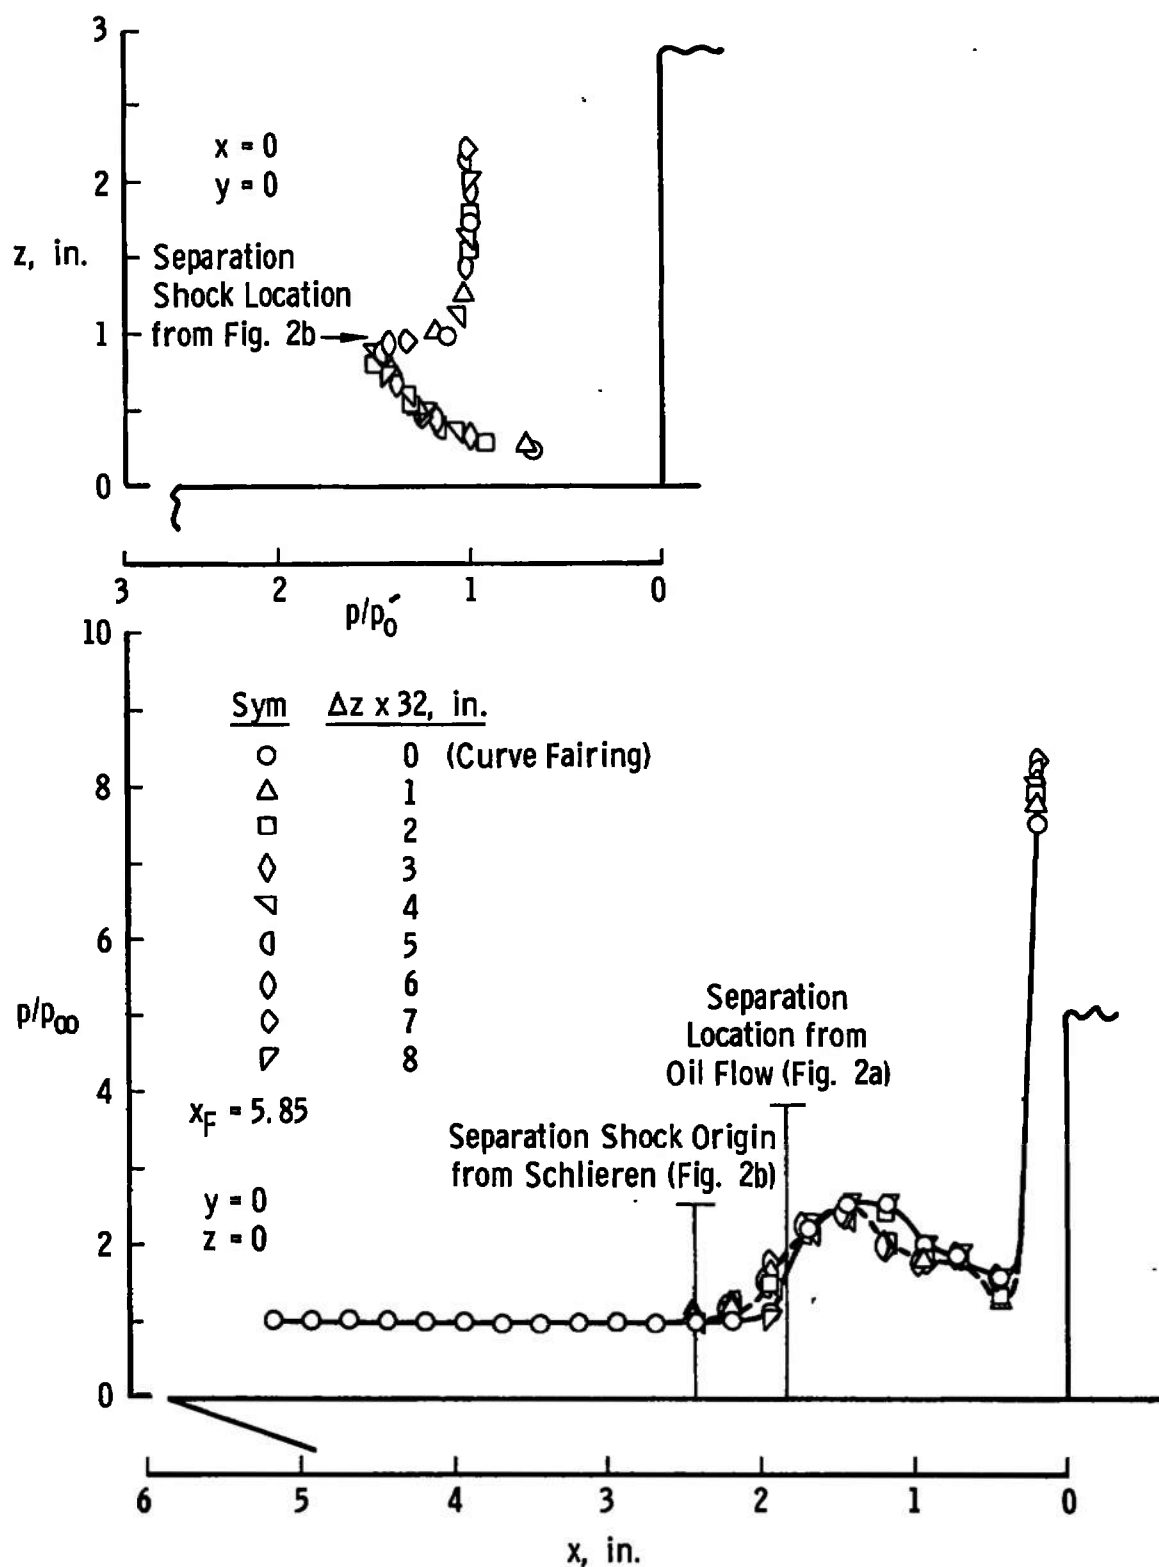 3
x = 0
y = 0
2
z, in.
Separation
Shock Location
from Fig. 2b
1
0
3 2 1 0
p/p₀′
10
Sym Δz x 32, in.
0 (Curve Fairing)
8
1
2
3
4
6
5
6
7
8
p/p∞
Separation
Location from
Oil Flow (Fig. 2a)
4
x_F = 5.85
Separation Shock Origin
from Schlieren (Fig. 2b)
y = 0
z = 0
2
0
6 5 4 3 2 1 0
x, in.